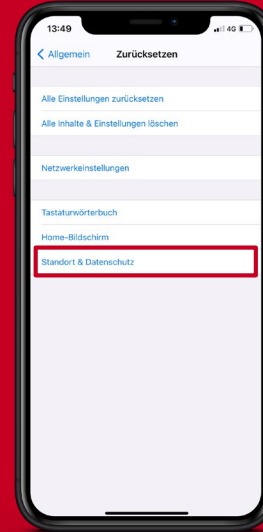 13:49
4G
Allgemein
Zurücksetzen
Alle Einstellungen zurücksetzen
Alle Inhalte & Einstellungen löschen
Netzwerkeinstellungen
Tastaturwörterbuch
Home-Bildschirm
Standort & Datenschutz